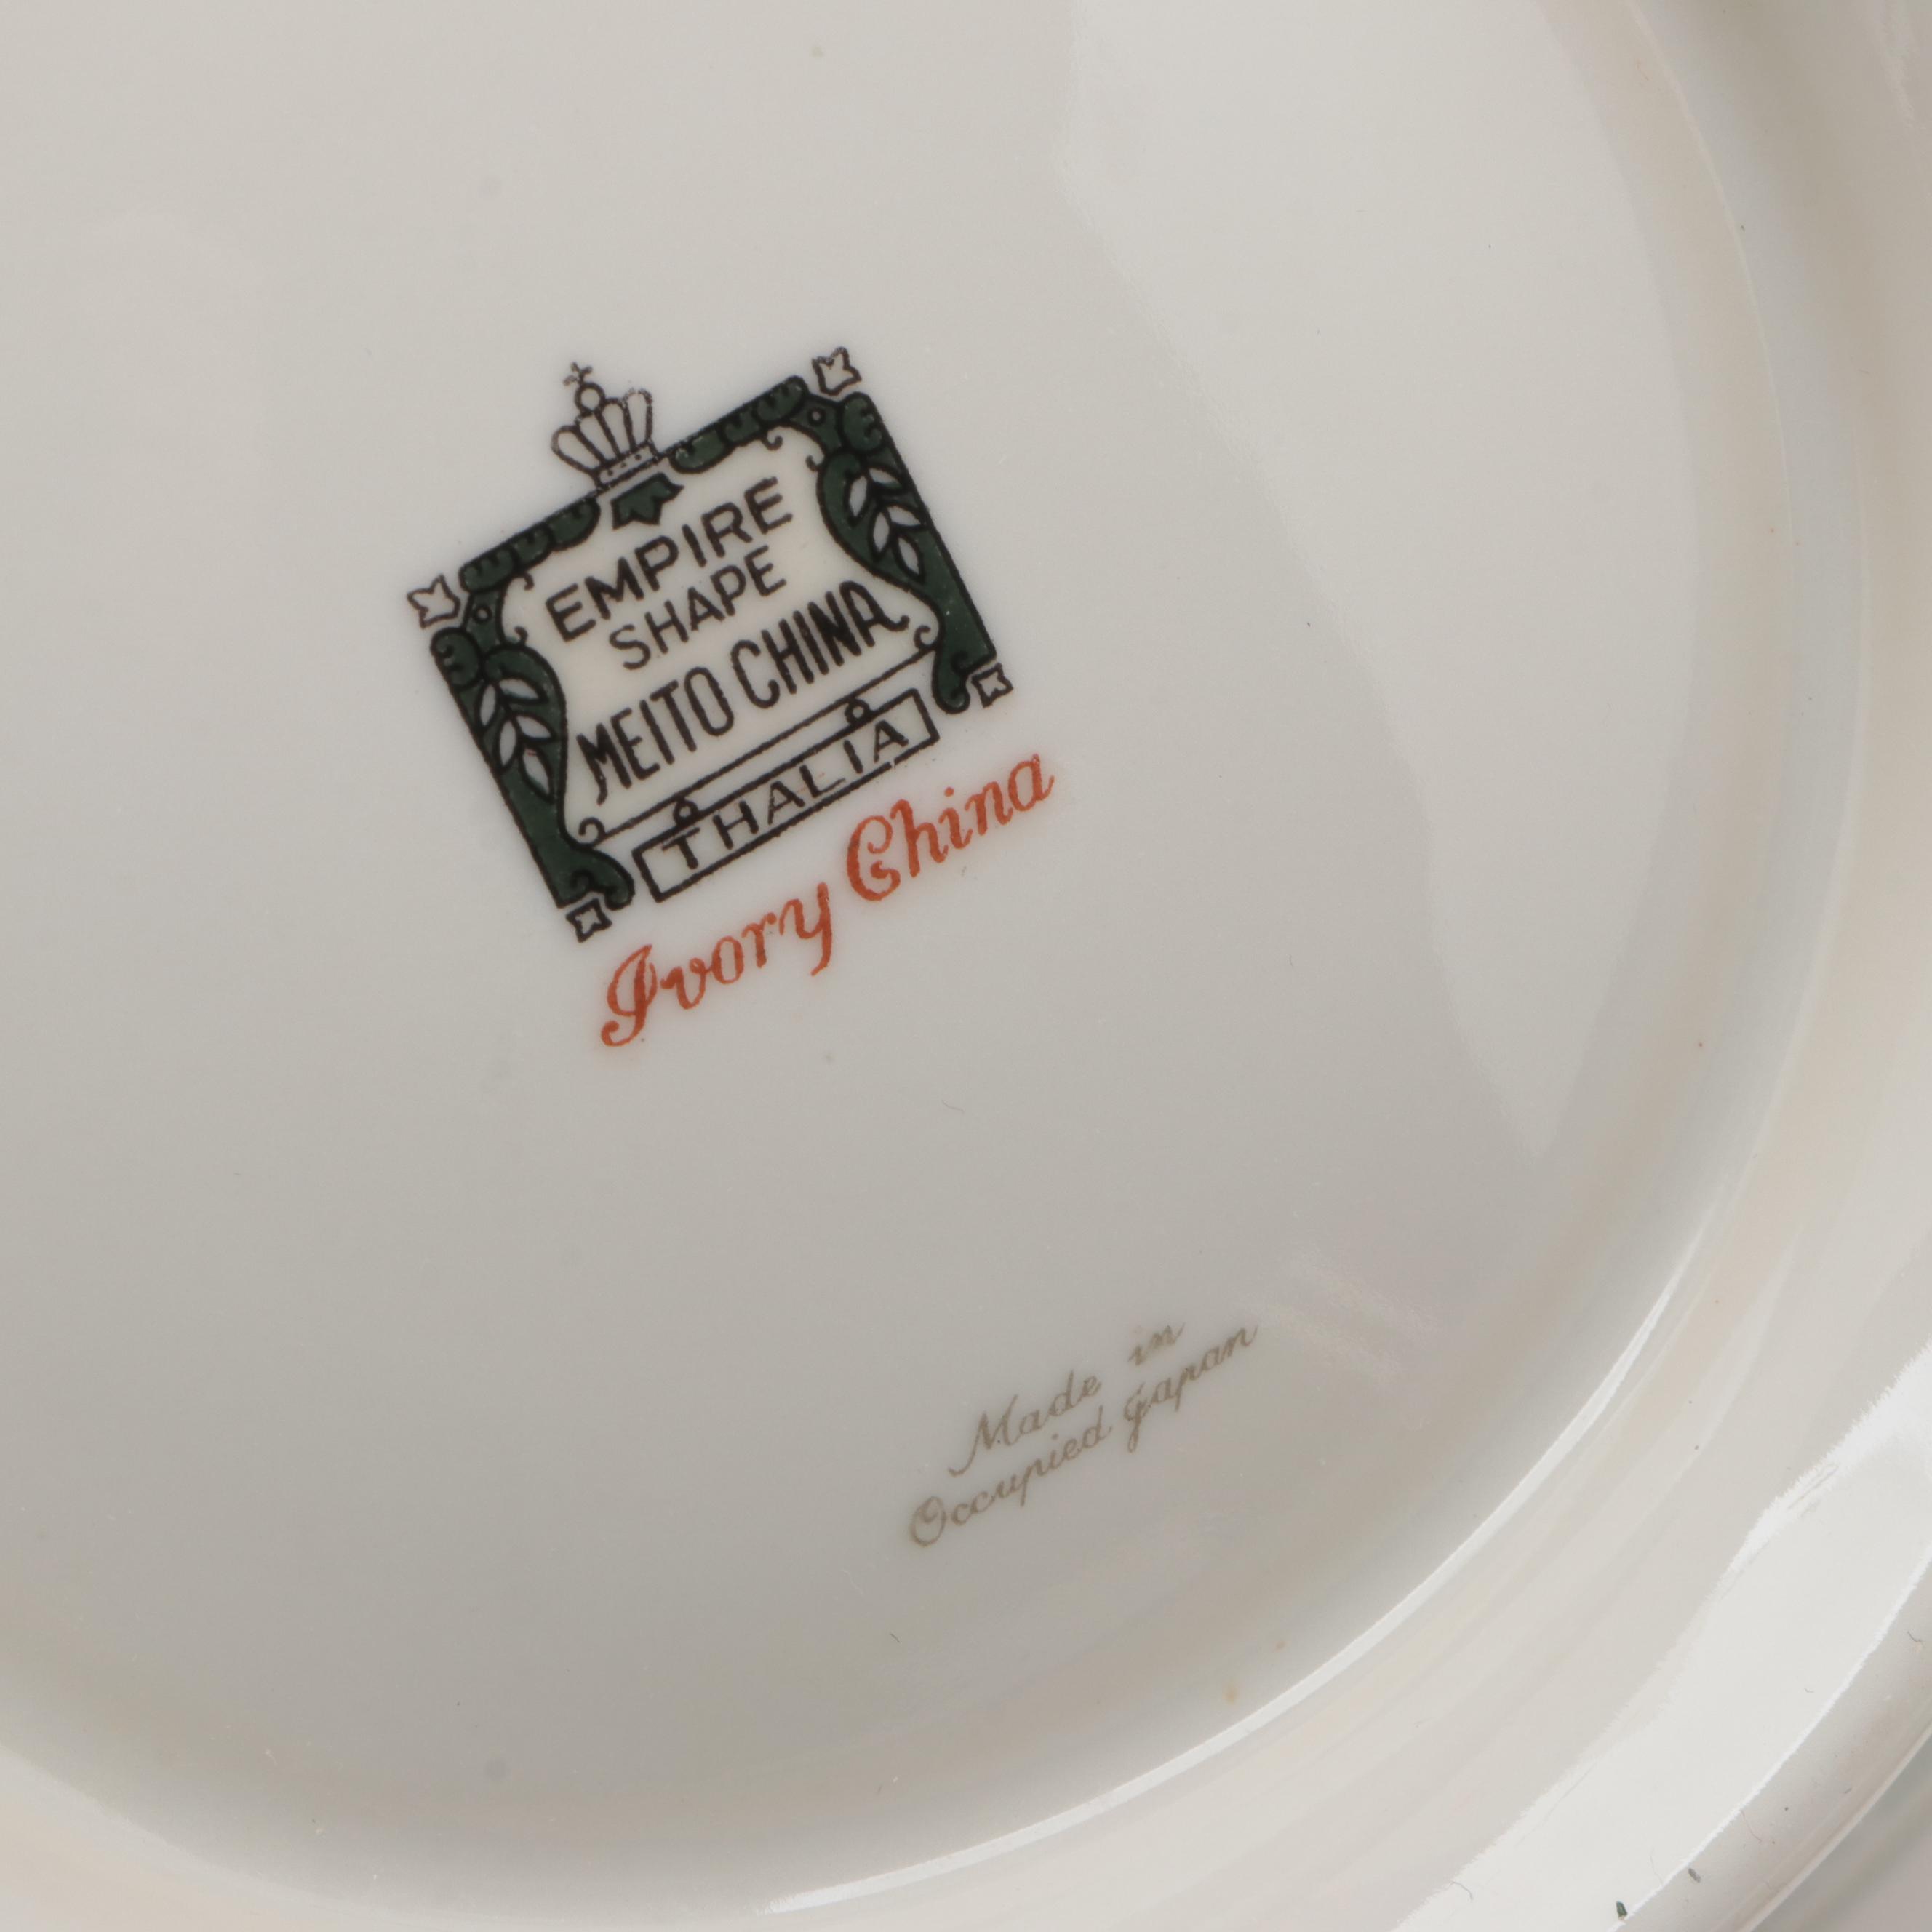 EMPIRE
SHAPE
MEITO CHINA
THALIA
Ivory China
Made in
Occupied Japan